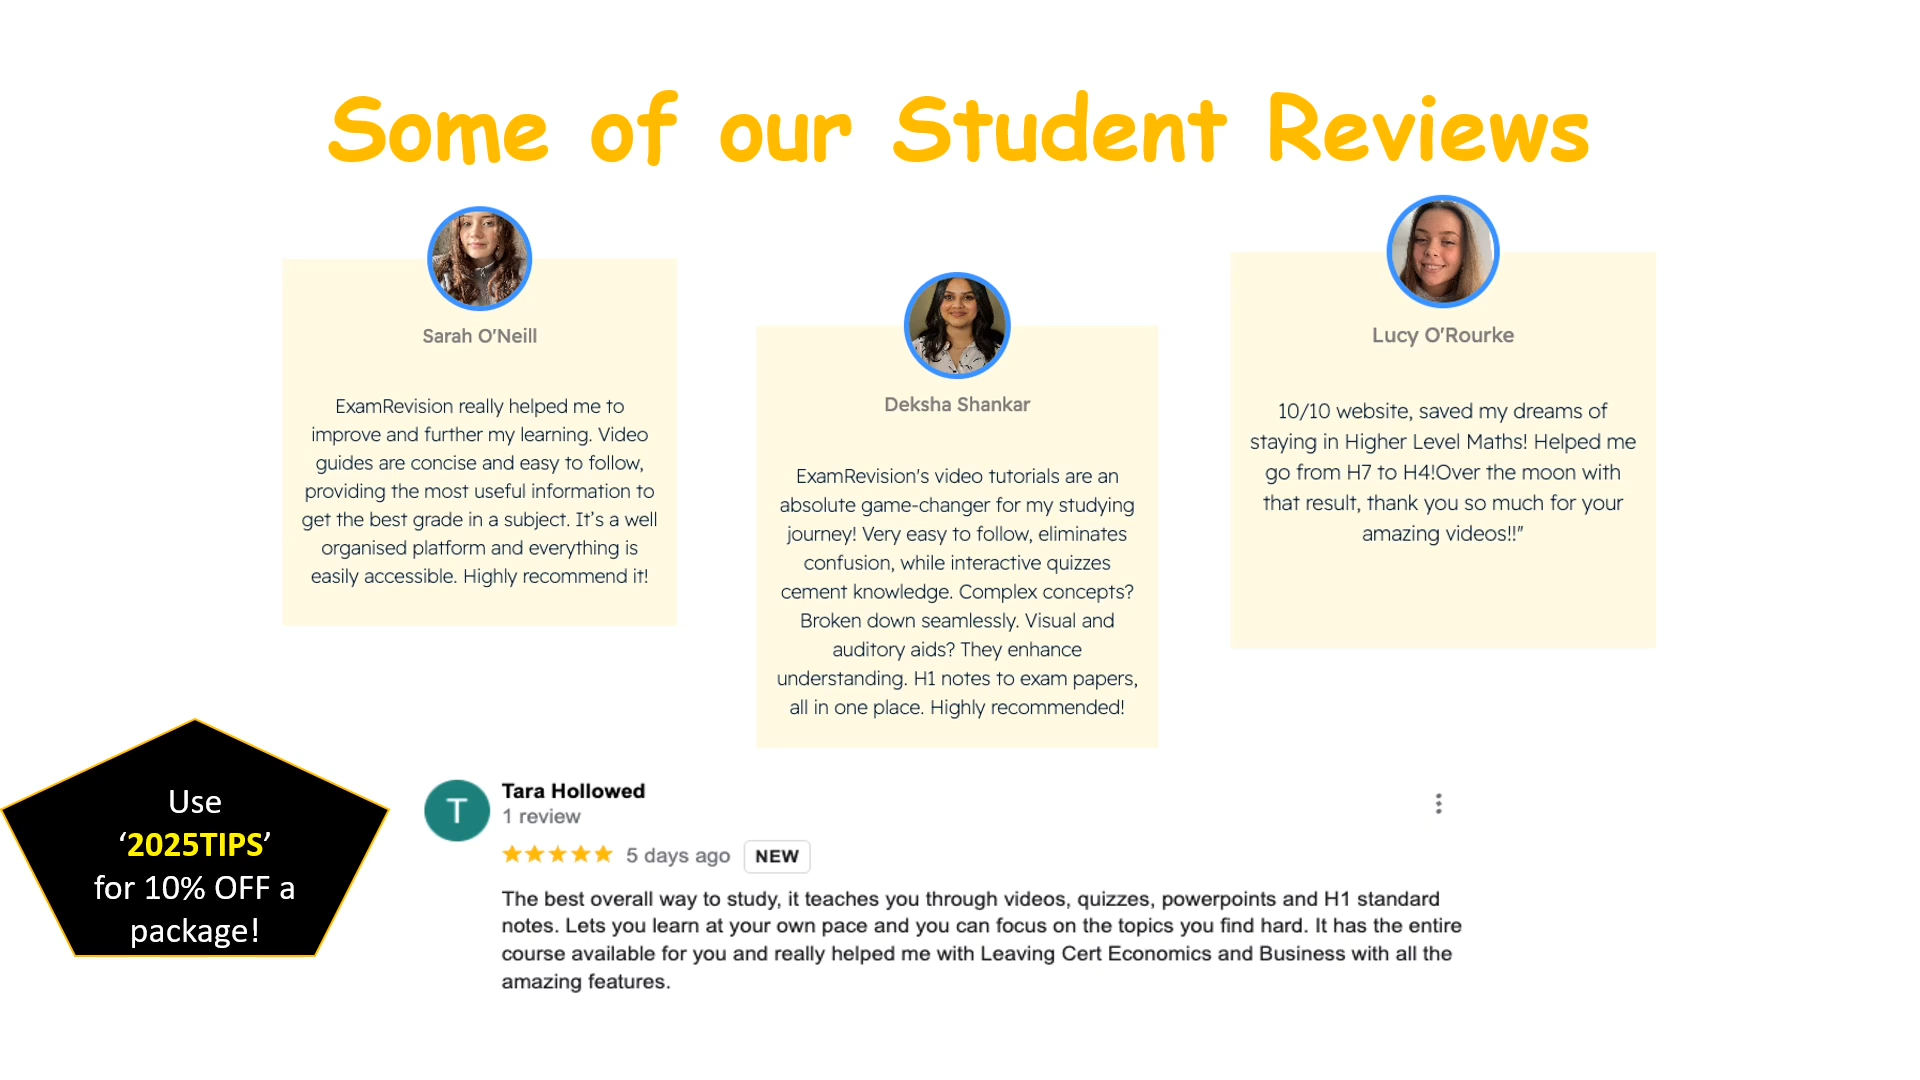 Some of our Student Reviews
Sarah O'Neill
ExamRevision really helped me to
improve and further my learning. Video
guides are concise and easy to follow,
providing the most useful information to
get the best grade in a subject. It's a well
organised platform and everything is
easily accessible. Highly recommend it!
Deksha Shankar
ExamRevision's video tutorials are an
absolute game-changer for my studying
journey! Very easy to follow, eliminates
confusion, while interactive quizzes
cement knowledge. Complex concepts?
Broken down seamlessly. Visual and
auditory aids? They enhance
understanding. H1 notes to exam papers,
all in one place. Highly recommended!
Lucy O'Rourke
10/10 website, saved my dreams of
staying in Higher Level Maths! Helped me
go from H7 to H4!Over the moon with
that result, thank you so much for your
amazing videos!!"
Use
‘2025TIPS’
for 10% OFF a
package!
T
Tara Hollowed
1 review
5 days ago NEW
The best overall way to study, it teaches you through videos, quizzes, powerpoints and H1 standard
notes. Lets you learn at your own pace and you can focus on the topics you find hard. It has the entire
course available for you and really helped me with Leaving Cert Economics and Business with all the
amazing features.